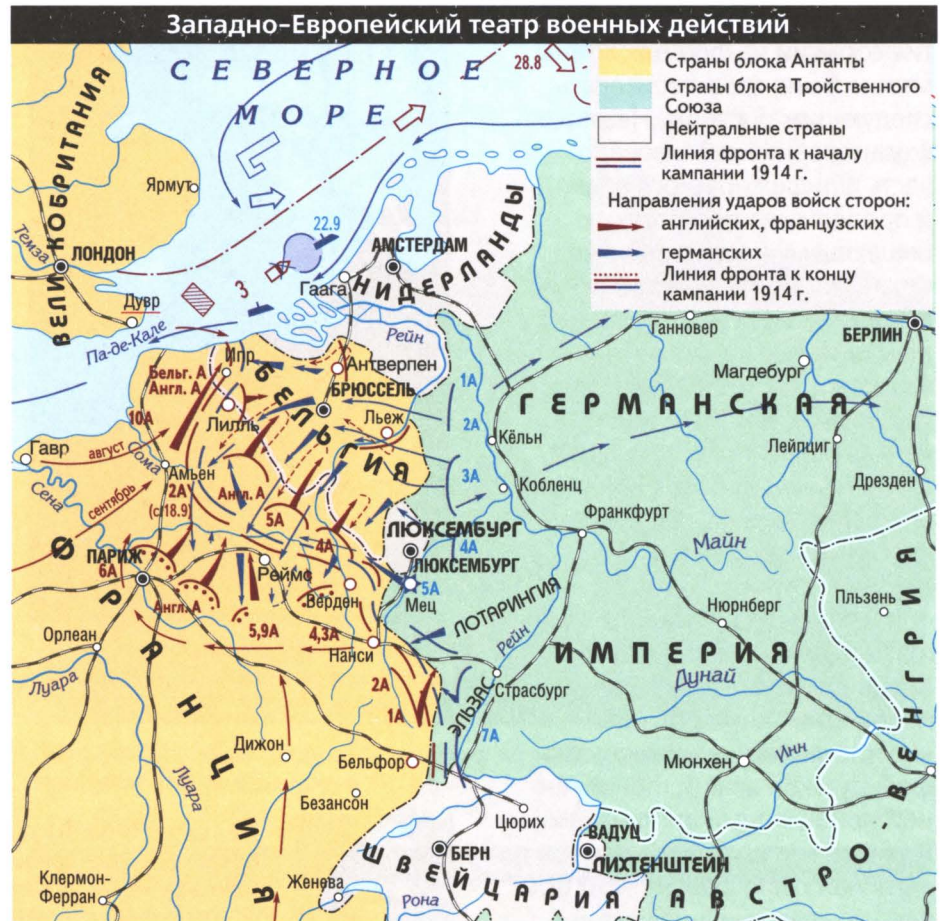 Западно-Европейский театр военных действий
СЕВЕРНОЕ
МОРЕ
28.8
Страны блока Антанты
Страны блока Тройственного
Союза
Нейтральные страны
Линия фронта к началу
кампании 1914 г.
Направления ударов войск сторон:
английских, французских
германских
Линия фронта к концу
кампании 1914 г.
ВЕЛИКОБРИТАНИЯ
Ярмут
Темза
ЛОНДОН
Дувр
Па-де-Кале
22.9
3
АМСТЕРДАМ
Гаага
НИДЕРЛАНДЫ
Рейн
Ганновер
БЕРЛИН
Магдебург
Ипр
Антверпен
Бельг. А
Англ. А
БРЮССЕЛЬ
БЕЛЬГИЯ
1А
2А
ГЕРМАНСКАЯ
10А
Лилль
Льеж
Кёльн
Лейпциг
Гавр
август
Сома
3А
Амьен
Кобленц
Дрезден
Сена
сентябрь
2А
(с 18.9)
Англ. А
5А
4А
ЛЮКСЕМБУРГ
ЛЮКСЕМБУРГ
4А
Франкфурт
Майн
ФРАНЦИЯ
ПАРИЖ
6А
Реймс
Верден
5А
Мец
Англ. А
ЛОТАРИНГИЯ
Нюрнберг
Пльзень
Орлеан
5,9А
4,3А
Нанси
Рейн
ИМПЕРИЯ
Луара
Дунай
2А
1А
Страсбург
ЭЛЬЗАС
7А
Дижон
Бельфор
Мюнхен
Инн
Луара
Безансон
Цюрих
ВАДУЦ
БЕРН
ЛИХТЕНШТЕЙН
ШВЕЙЦАРИЯ
АВСТРО-ВЕНГРИЯ
Клермон-
Ферран
Женева
Рона